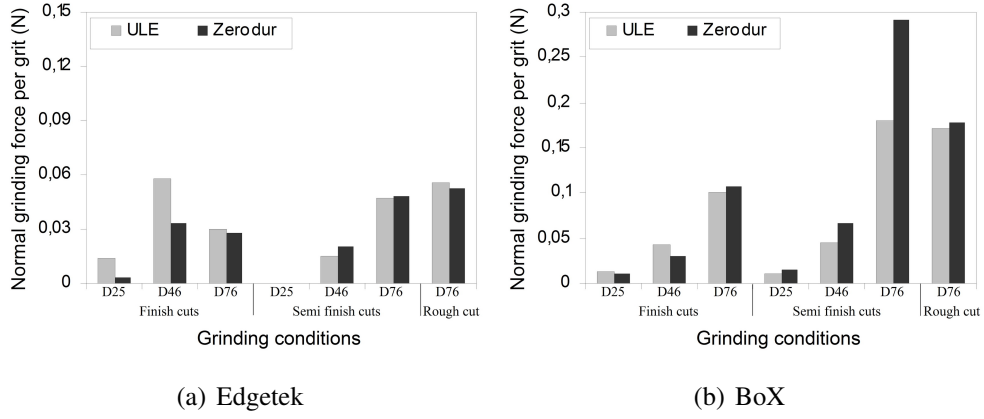 Normal grinding force per grit (N)
0,15
0,12
0,09
0,06
0,03
0
ULE Zerodur
D25 D46 D76 D25 D46 D76 D76
Finish cuts Semi finish cuts Rough cut
Grinding conditions
(a) Edgetek
Normal grinding force per grit (N)
0,3
0,25
0,2
0,15
0,1
0,05
0
ULE Zerodur
D25 D46 D76 D25 D46 D76 D76
Finish cuts Semi finish cuts Rough cut
Grinding conditions
(b) BoX